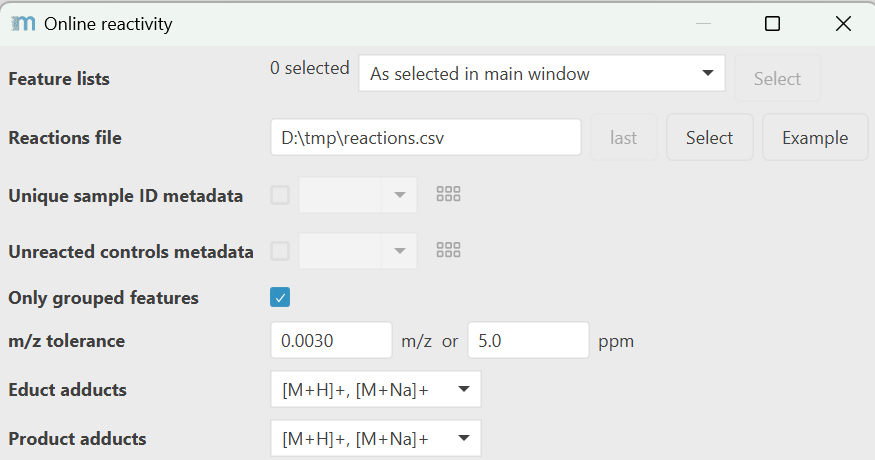 m Online reactivity
Feature lists 0 selected As selected in main window Select
Reactions file D:\tmp\reactions.csv last Select Example
Unique sample ID metadata
Unreacted controls metadata
Only grouped features
m/z tolerance 0.0030 m/z or 5.0 ppm
Educt adducts [M+H]+, [M+Na]+
Product adducts [M+H]+, [M+Na]+